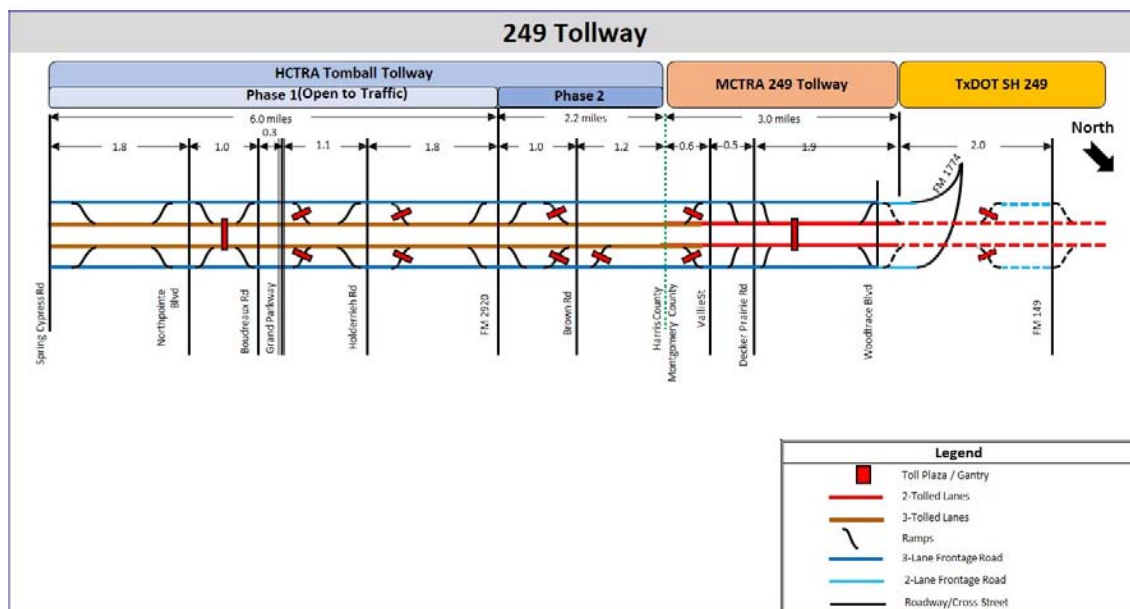 249 Tollway
HCTRA Tomball Tollway
MCTRA 249 Tollway
TxDOT SH 249
Phase 1(Open to Traffic)
Phase 2
6.0 miles
2.2 miles
3.0 miles
North
0.3
1.8
1.0
1.1
1.8
1.0
1.2
0.6
0.5
1.9
2.0
FM 1774
Spring Cypress Rd
Northpointe
Blvd
Boudreaux Rd
Grand Parkway
Holderrieh Rd
FM 2920
Brown Rd
Harris County
Montgomery County
Vallie St
Decker Prairie Rd
Woodtrace Blvd
FM 149
Legend
Toll Plaza / Gantry
2-Tolled Lanes
3-Tolled Lanes
Ramps
3-Lane Frontage Road
2-Lane Frontage Road
Roadway/Cross Street